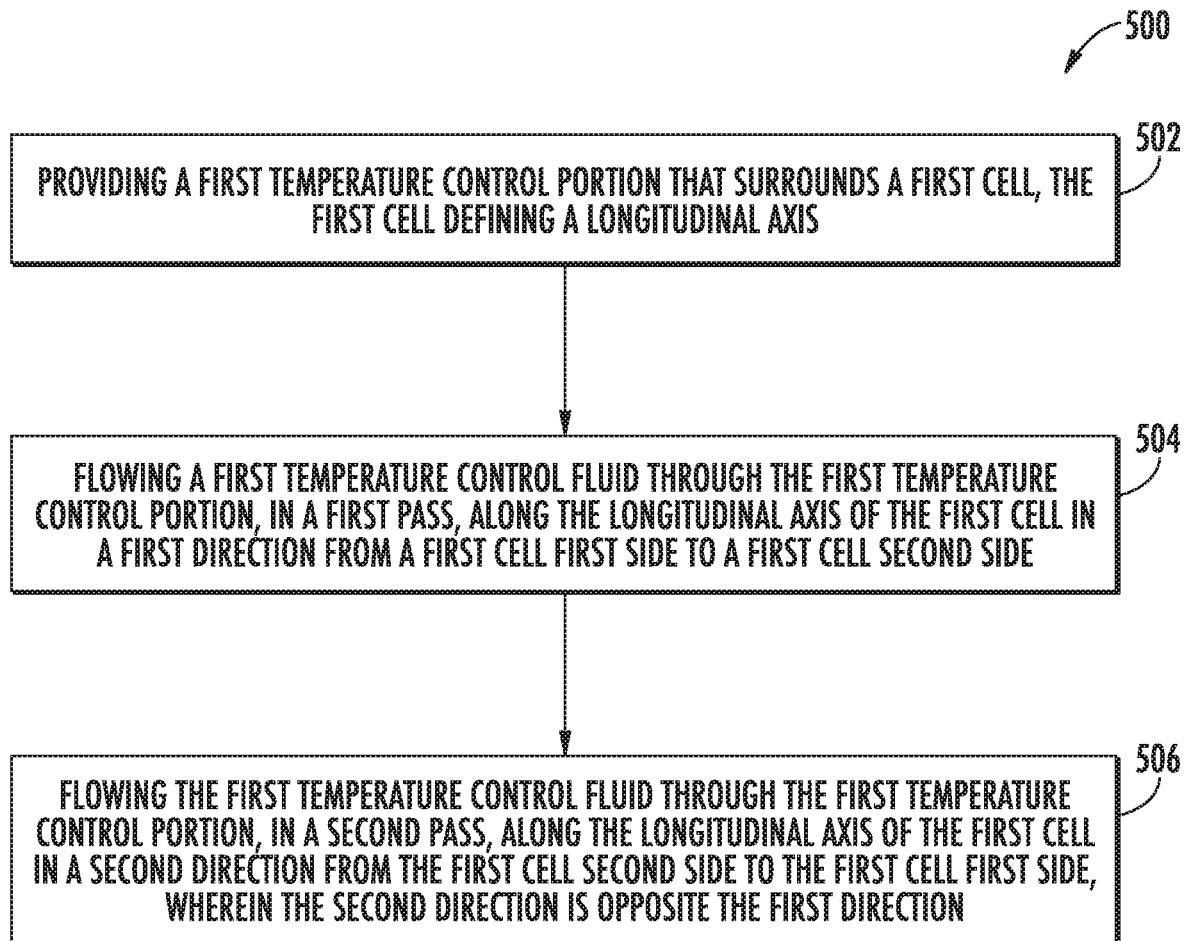 500
502
PROVIDING A FIRST TEMPERATURE CONTROL PORTION THAT SURROUNDS A FIRST CELL, THE
FIRST CELL DEFINING A LONGITUDINAL AXIS
504
FLOWING A FIRST TEMPERATURE CONTROL FLUID THROUGH THE FIRST TEMPERATURE
CONTROL PORTION, IN A FIRST PASS, ALONG THE LONGITUDINAL AXIS OF THE FIRST CELL IN
A FIRST DIRECTION FROM A FIRST CELL FIRST SIDE TO A FIRST CELL SECOND SIDE
506
FLOWING THE FIRST TEMPERATURE CONTROL FLUID THROUGH THE FIRST TEMPERATURE
CONTROL PORTION, IN A SECOND PASS, ALONG THE LONGITUDINAL AXIS OF THE FIRST CELL
IN A SECOND DIRECTION FROM THE FIRST CELL SECOND SIDE TO THE FIRST CELL FIRST SIDE,
WHEREIN THE SECOND DIRECTION IS OPPOSITE THE FIRST DIRECTION